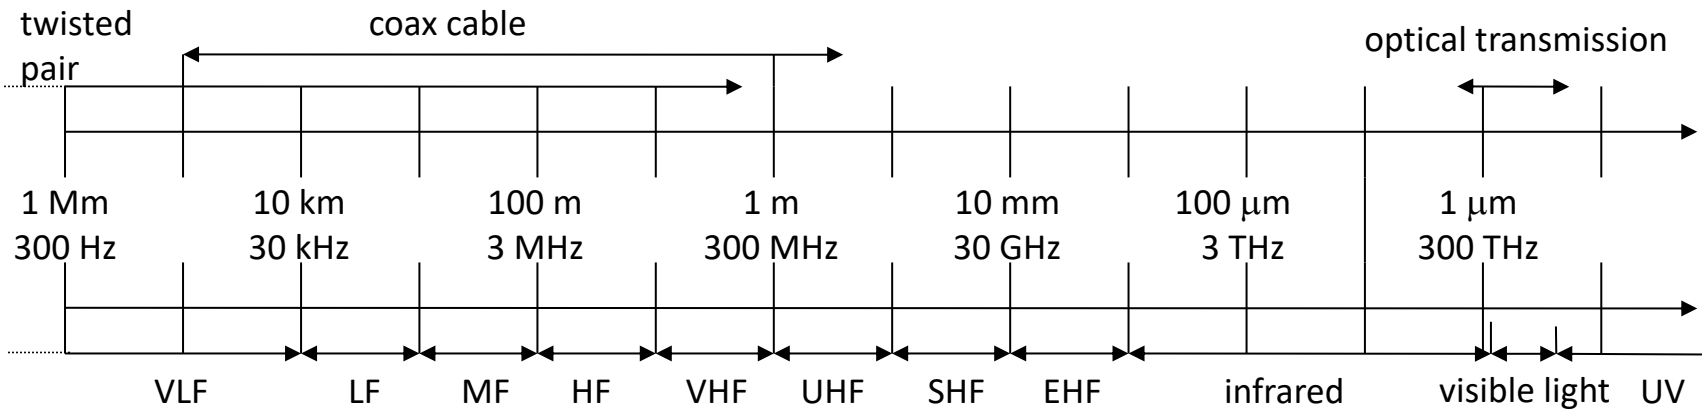 twisted
pair
coax cable
optical transmission
1 Mm 10 km 100 m 1 m 10 mm 100 μm 1 μm
300 Hz 30 kHz 3 MHz 300 MHz 30 GHz 3 THz 300 THz
VLF LF MF HF VHF UHF SHF EHF infrared visible light UV